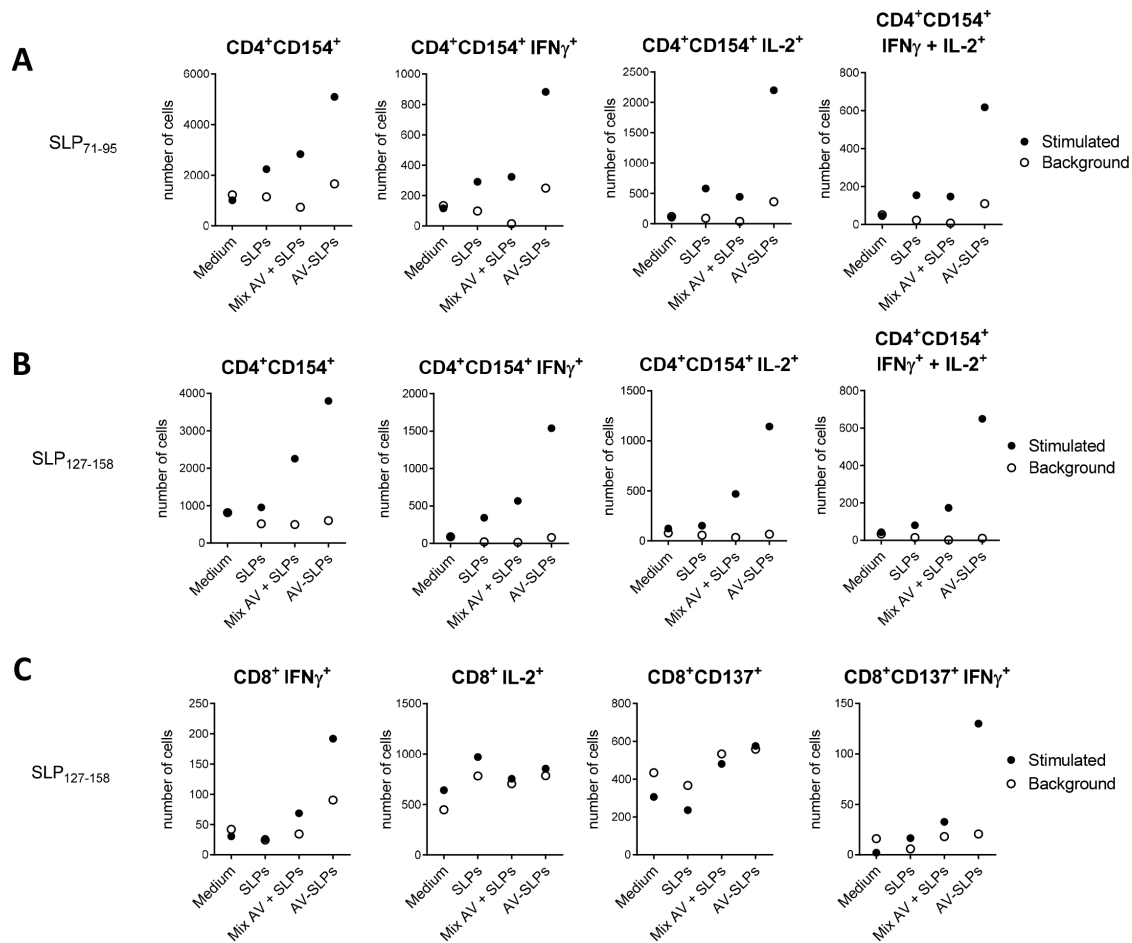 A
SLP71-95
CD4+CD154+
number of cells
6000
4000
2000
0
Medium
SLPs
Mix AV + SLPs
AV-SLPs
CD4+CD154+ IFNγ+
number of cells
1000
800
600
400
200
0
Medium
SLPs
Mix AV + SLPs
AV-SLPs
CD4+CD154+ IL-2+
number of cells
2500
2000
1500
1000
500
0
Medium
SLPs
Mix AV + SLPs
AV-SLPs
CD4+CD154+
IFNγ + IL-2+
number of cells
800
600
400
200
0
Medium
SLPs
Mix AV + SLPs
AV-SLPs
Stimulated
Background
B
SLP127-158
CD4+CD154+
number of cells
4000
3000
2000
1000
0
Medium
SLPs
Mix AV + SLPs
AV-SLPs
CD4+CD154+ IFNγ+
number of cells
2000
1500
1000
500
0
Medium
SLPs
Mix AV + SLPs
AV-SLPs
CD4+CD154+ IL-2+
number of cells
1500
1000
500
0
Medium
SLPs
Mix AV + SLPs
AV-SLPs
CD4+CD154+
IFNγ+ + IL-2+
number of cells
800
600
400
200
0
Medium
SLPs
Mix AV + SLPs
AV-SLPs
Stimulated
Background
C
SLP127-158
CD8+ IFNγ+
number of cells
250
200
150
100
50
0
Medium
SLPs
Mix AV + SLPs
AV-SLPs
CD8+ IL-2+
number of cells
1500
1000
500
0
Medium
SLPs
Mix AV + SLPs
AV-SLPs
CD8+CD137+
number of cells
800
600
400
200
0
Medium
SLPs
Mix AV + SLPs
AV-SLPs
CD8+CD137+ IFNγ+
number of cells
150
100
50
0
Medium
SLPs
Mix AV + SLPs
AV-SLPs
Stimulated
Background